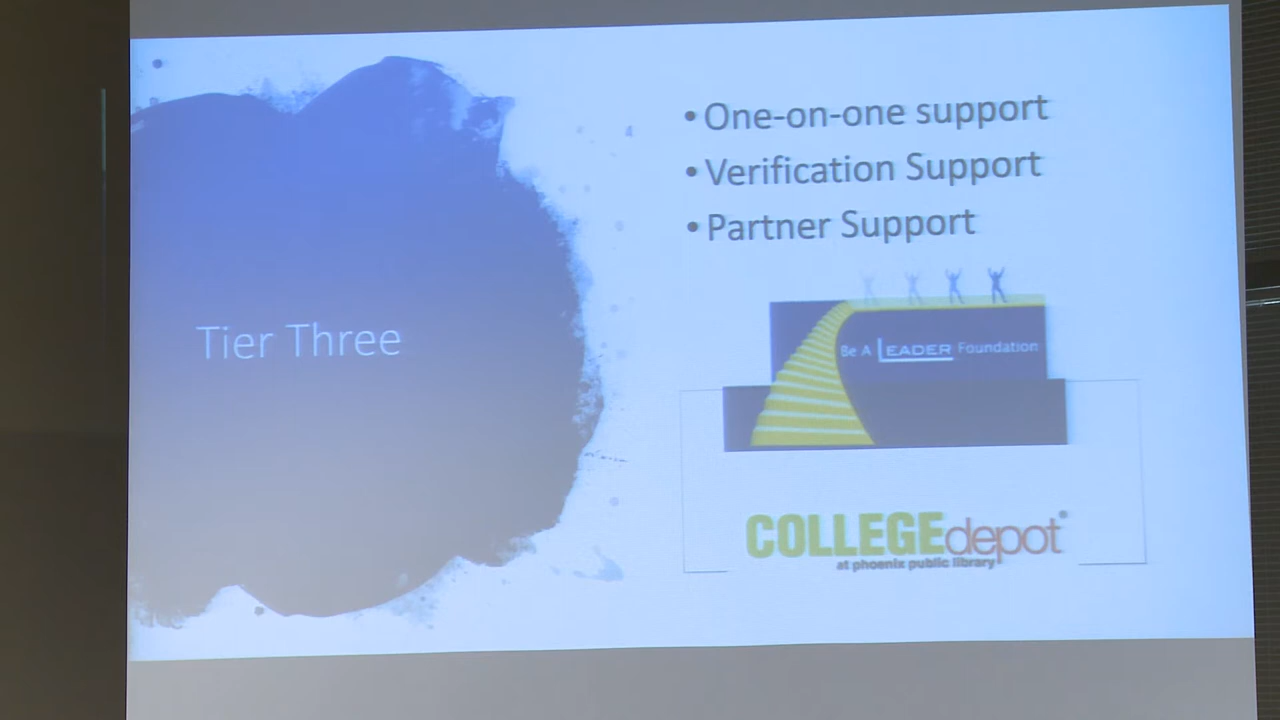 Tier Three
• One-on-one support
• Verification Support
• Partner Support
Be A LEADER Foundation
COLLEGEdepot
at phoenix public library